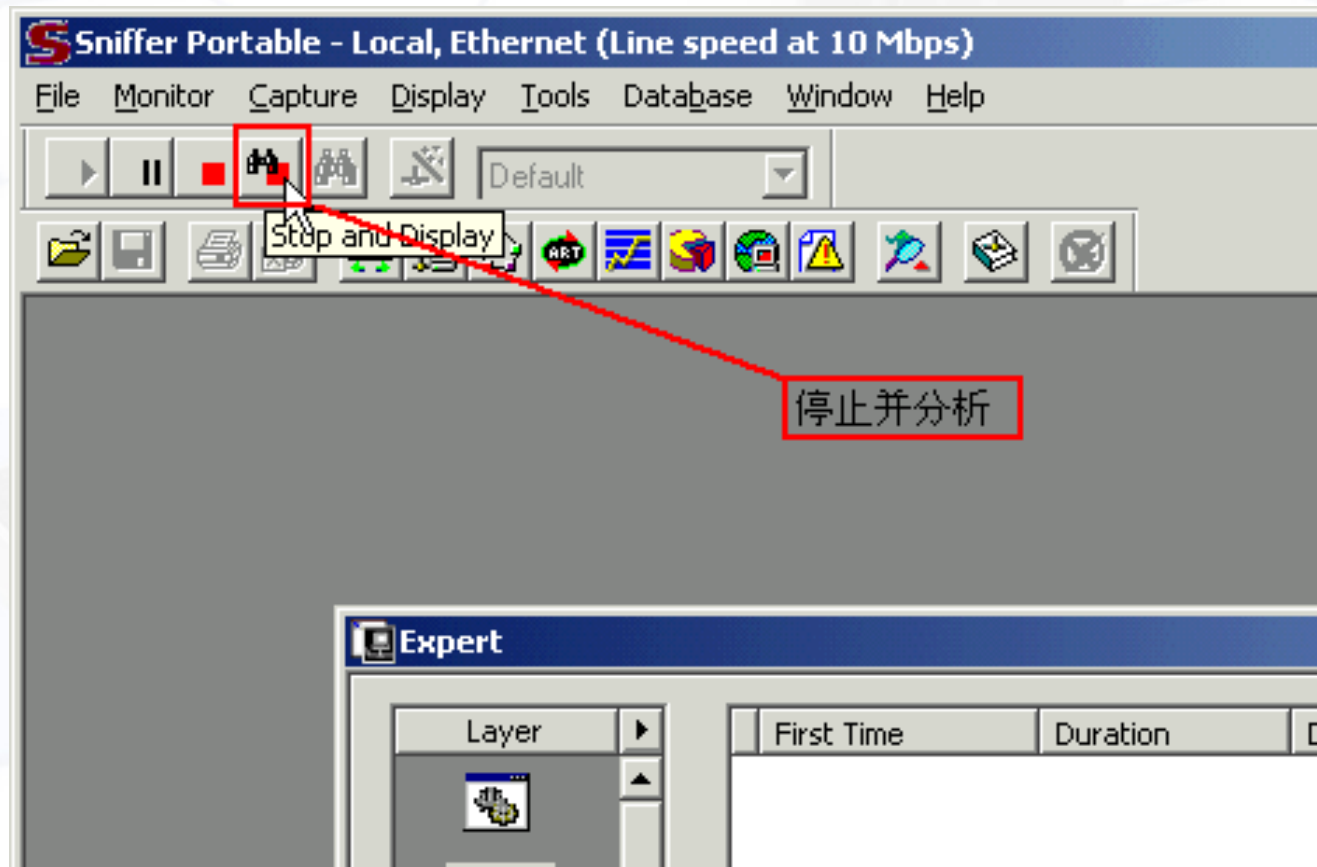 Sniffer Portable - Local, Ethernet (Line speed at 10 Mbps)
File Monitor Capture Display Tools Database Window Help
Default
Stop and Display
ART
停止并分析
Expert
Layer First Time Duration